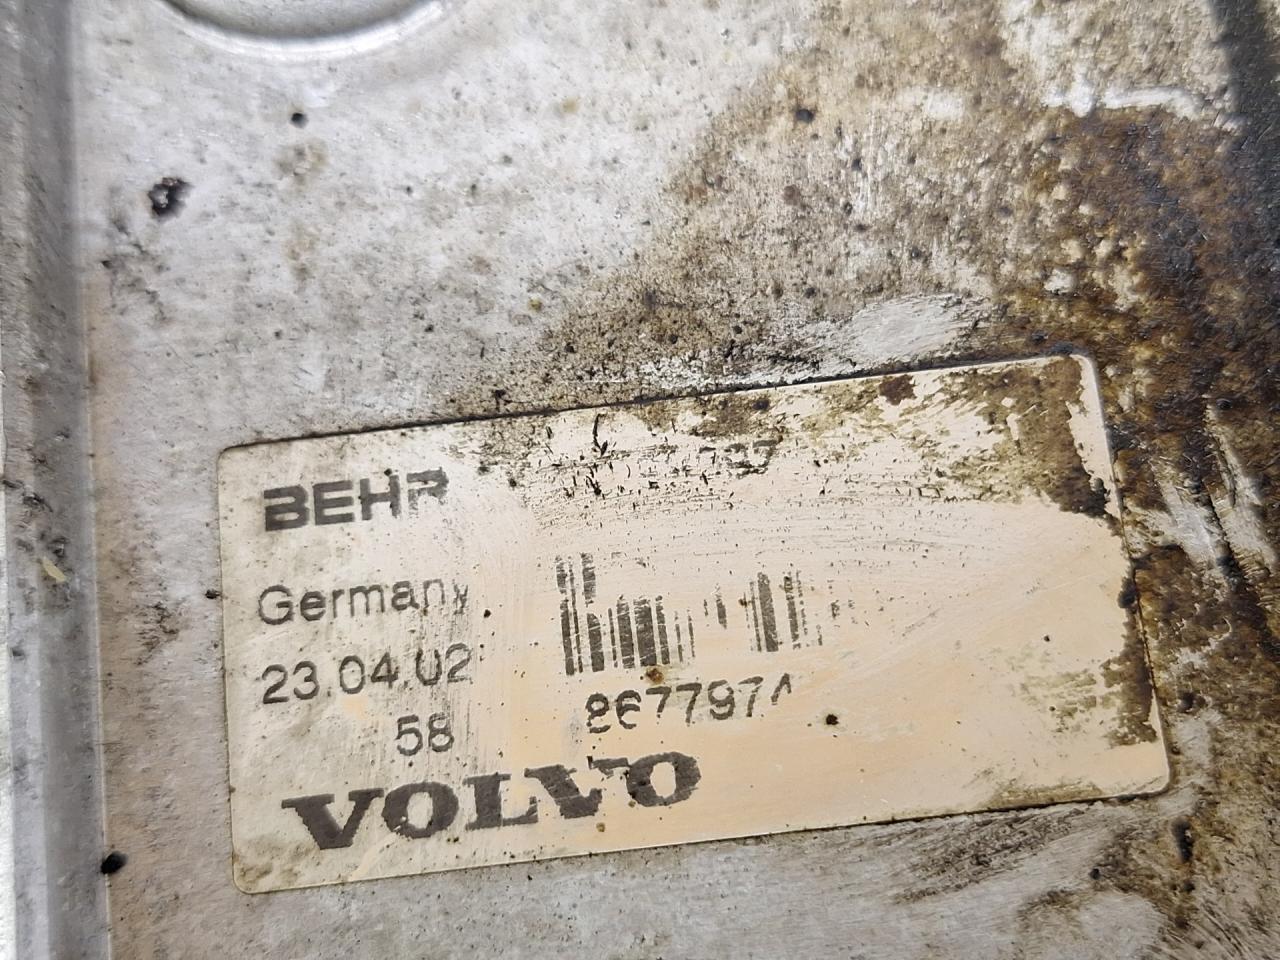 BEHR
Germany
23.04.02
58
8677974
VOLVO